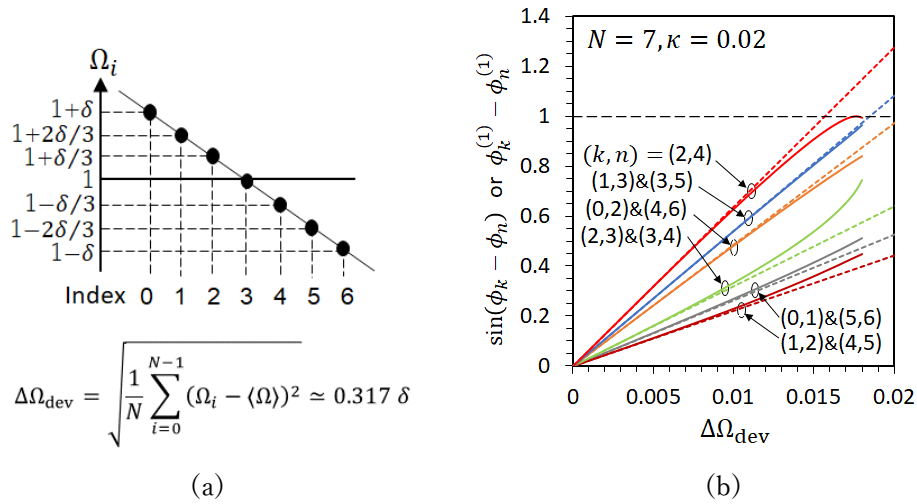 Ωᵢ
1+δ
1+2δ/3
1+δ/3
1
1−δ/3
1−2δ/3
1−δ
Index 0 1 2 3 4 5 6
ΔΩ_dev = √(1/N ∑_{i=0}^{N−1} (Ωᵢ − ⟨Ω⟩)²) ≃ 0.317 δ
(a)
sin(ϕ_k − ϕ_n) or ϕ_k^(1) − ϕ_n^(1)
1.4
1.2
1
0.8
0.6
0.4
0.2
0
N = 7, κ = 0.02
(k, n) = (2,4)
(1,3)&(3,5)
(0,2)&(4,6)
(2,3)&(3,4)
(0,1)&(5,6)
(1,2)&(4,5)
0 0.005 0.01 0.015 0.02
ΔΩ_dev
(b)